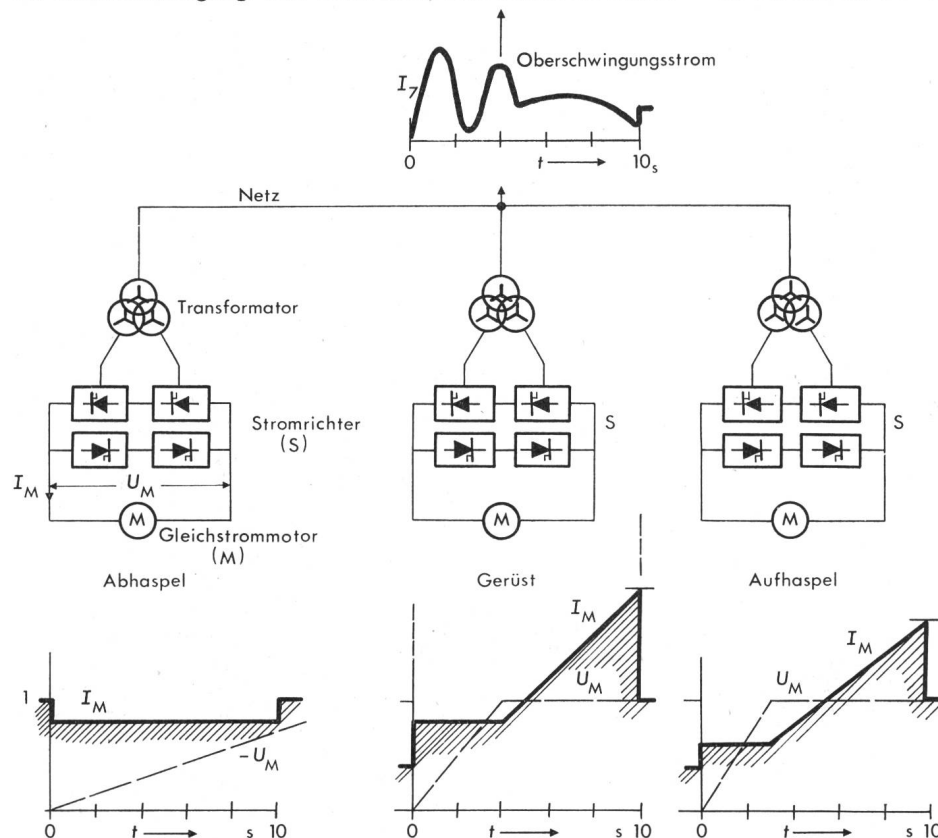 Oberschwingungsstrom
I7
0
t
10s
Netz
Transformator
Stromrichter
(S)
S
S
IM
UM
M
M
M
Gleichstrommotor
(M)
Abhaspel
Gerüst
Aufhaspel
1
IM
-UM
0
t
s
10
IM
UM
0
t
s
10
IM
UM
0
t
s
10